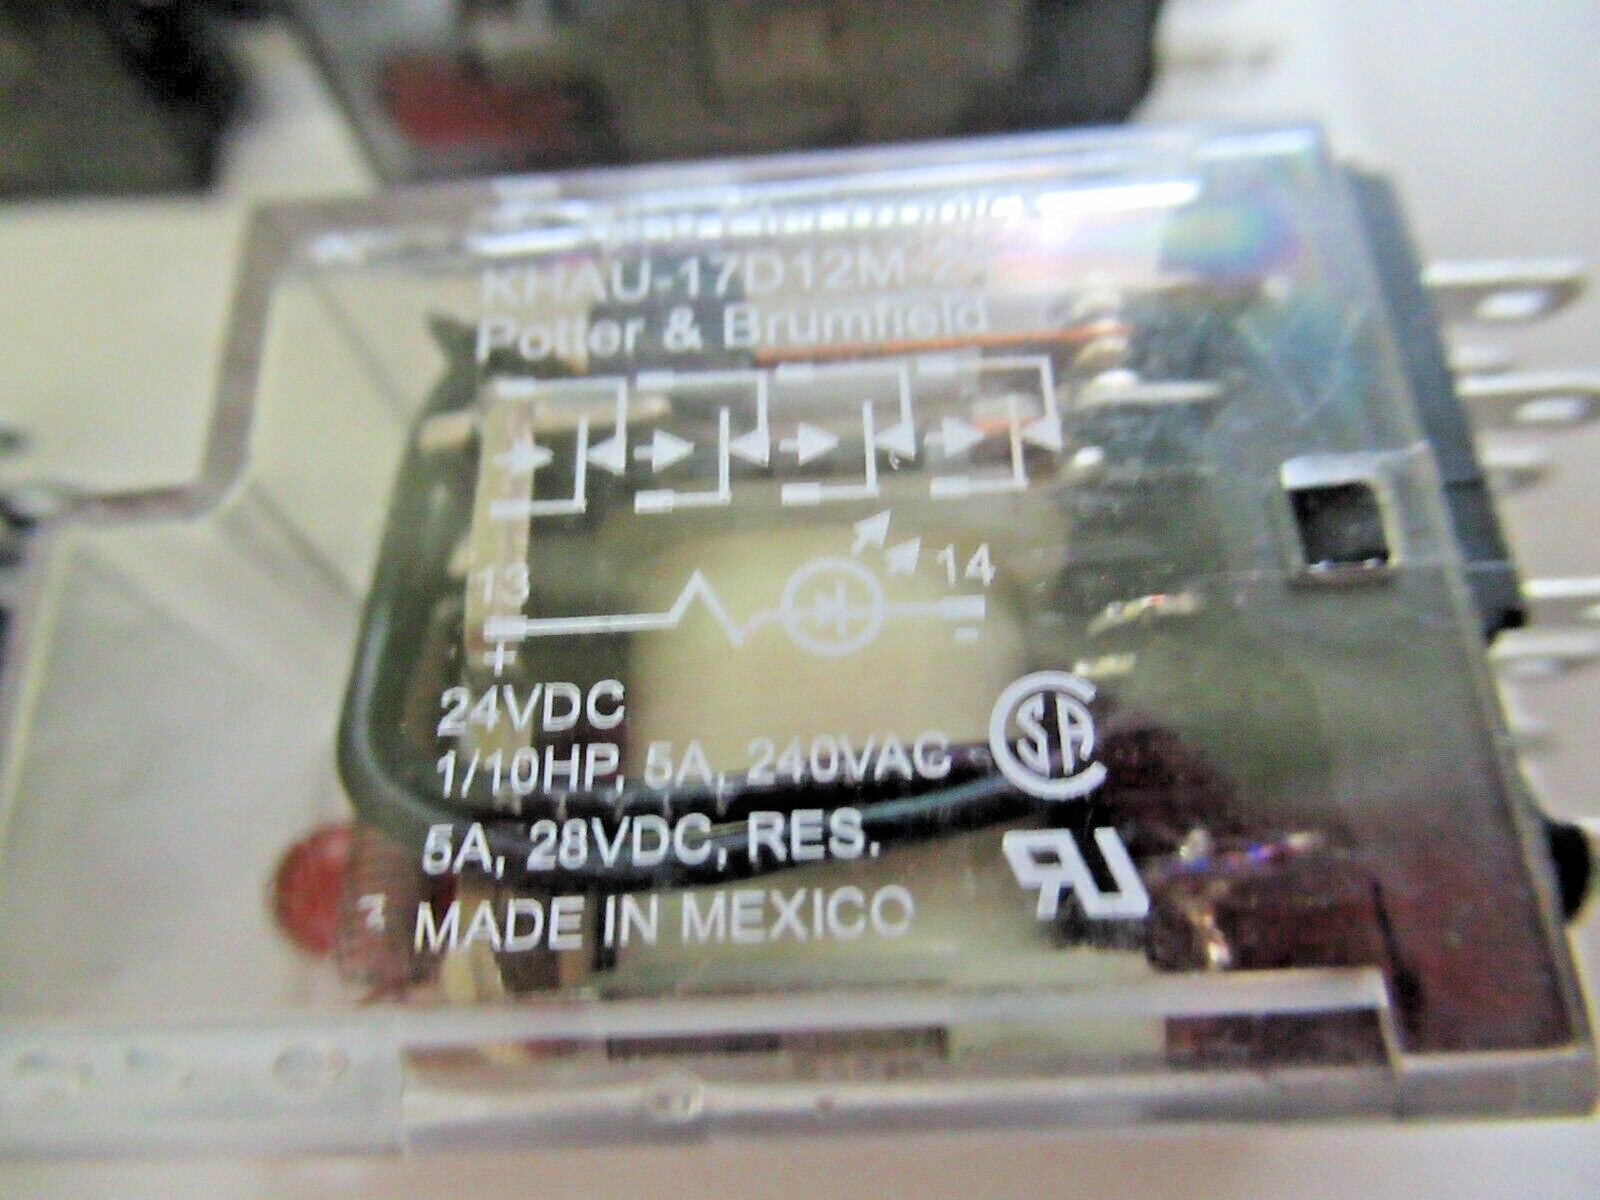 KHAU-17D12M-2
Potter & Brumfield
13
14
+
-
24VDC
1/10HP, 5A, 240VAC
5A, 28VDC, RES.
MADE IN MEXICO